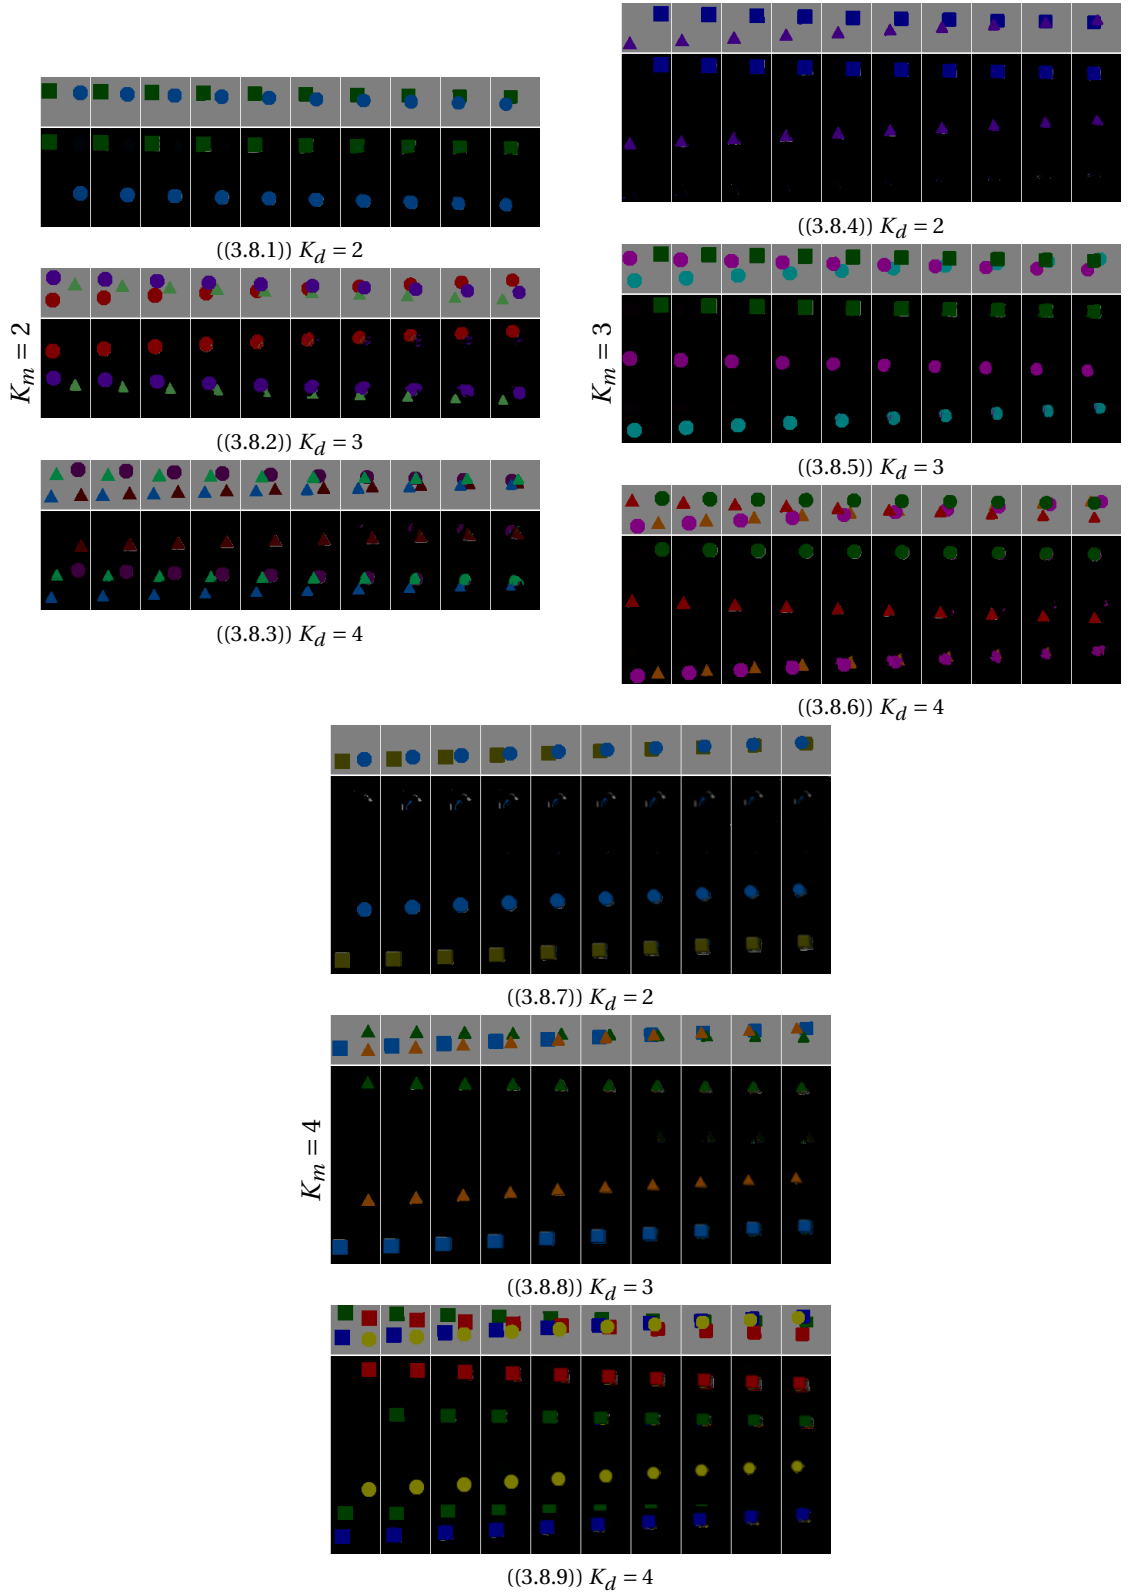 K_m = 2
((3.8.1)) K_d = 2
((3.8.2)) K_d = 3
((3.8.3)) K_d = 4
K_m = 3
((3.8.4)) K_d = 2
((3.8.5)) K_d = 3
((3.8.6)) K_d = 4
K_m = 4
((3.8.7)) K_d = 2
((3.8.8)) K_d = 3
((3.8.9)) K_d = 4